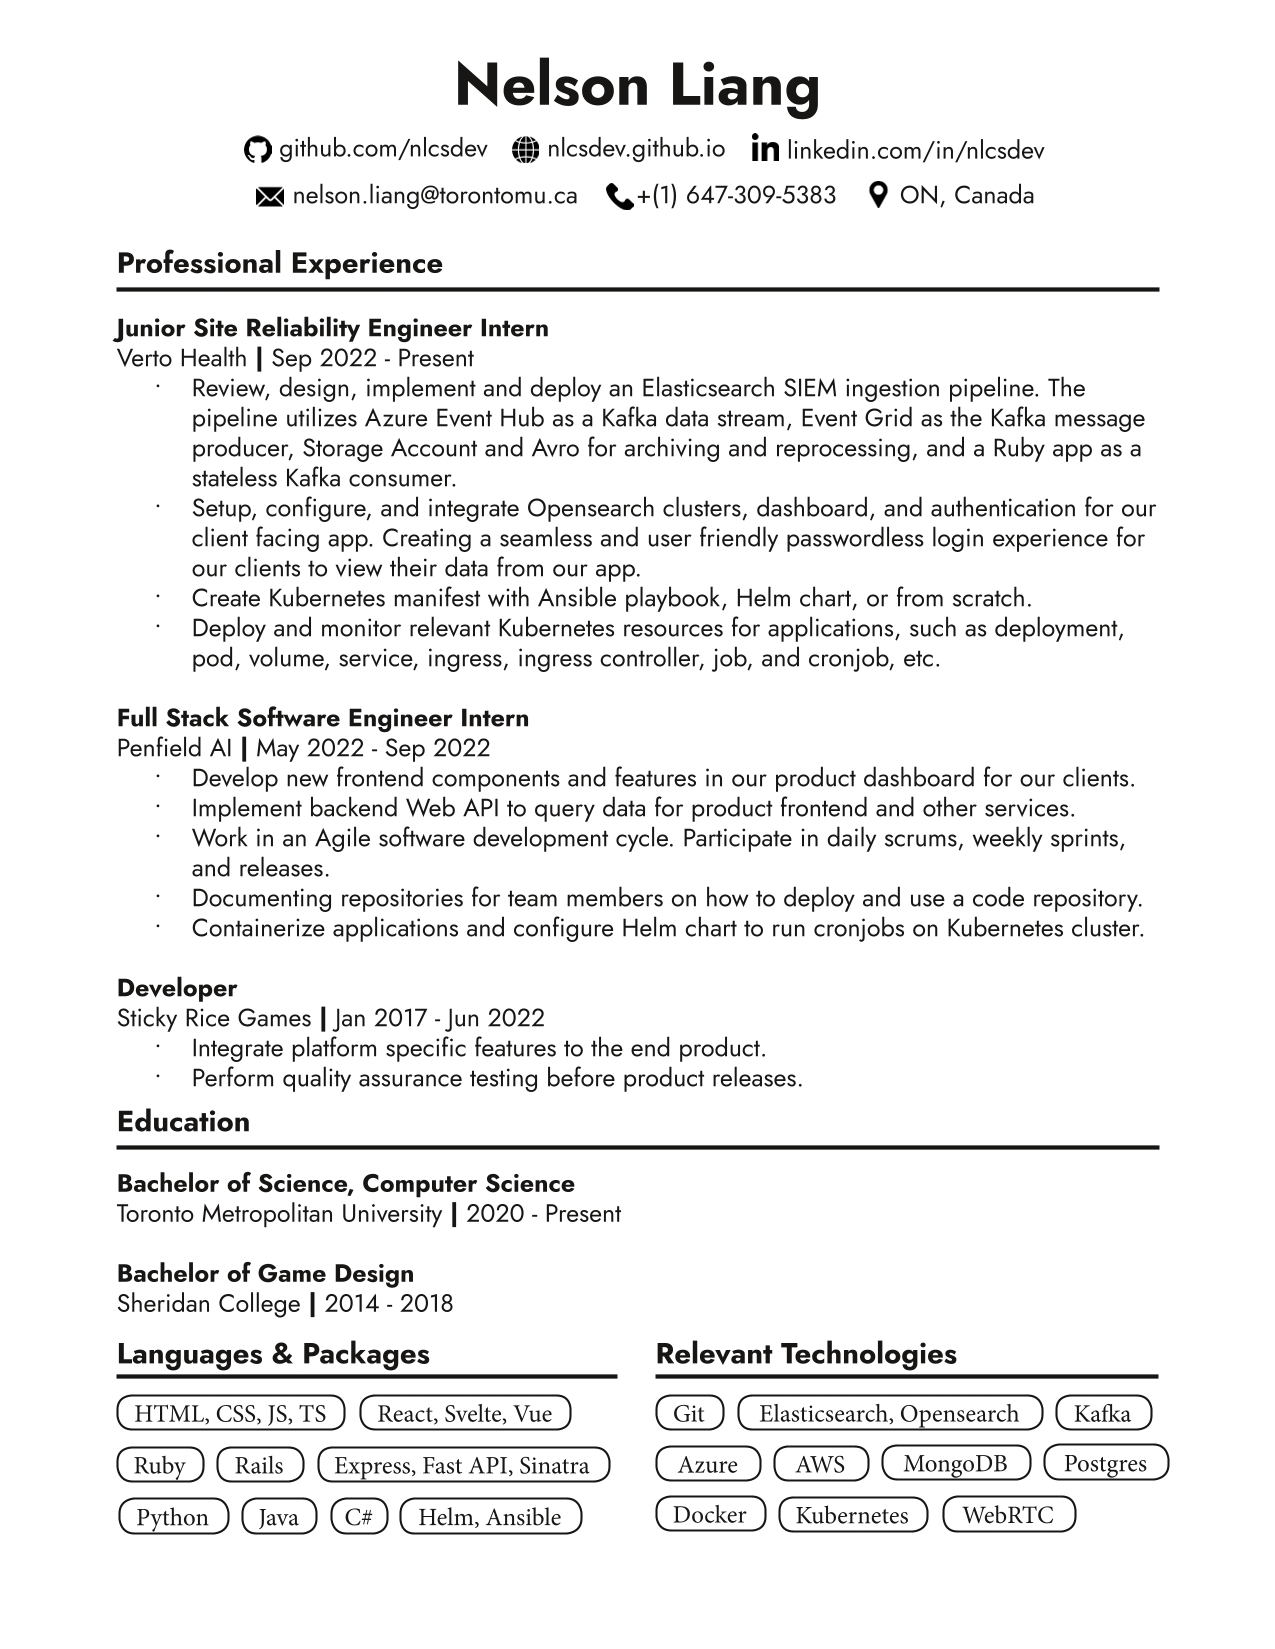 Nelson Liang
github.com/nlcsdev nlcsdev.github.io linkedin.com/in/nlcsdev
nelson.liang@torontomu.ca +(1) 647-309-5383 ON, Canada
Professional Experience
Junior Site Reliability Engineer Intern
Verto Health | Sep 2022 - Present
· Review, design, implement and deploy an Elasticsearch SIEM ingestion pipeline. The
pipeline utilizes Azure Event Hub as a Kafka data stream, Event Grid as the Kafka message
producer, Storage Account and Avro for archiving and reprocessing, and a Ruby app as a
stateless Kafka consumer.
· Setup, configure, and integrate Opensearch clusters, dashboard, and authentication for our
client facing app. Creating a seamless and user friendly passwordless login experience for
our clients to view their data from our app.
· Create Kubernetes manifest with Ansible playbook, Helm chart, or from scratch.
· Deploy and monitor relevant Kubernetes resources for applications, such as deployment,
pod, volume, service, ingress, ingress controller, job, and cronjob, etc.
Full Stack Software Engineer Intern
Penfield AI | May 2022 - Sep 2022
· Develop new frontend components and features in our product dashboard for our clients.
· Implement backend Web API to query data for product frontend and other services.
· Work in an Agile software development cycle. Participate in daily scrums, weekly sprints,
and releases.
· Documenting repositories for team members on how to deploy and use a code repository.
· Containerize applications and configure Helm chart to run cronjobs on Kubernetes cluster.
Developer
Sticky Rice Games | Jan 2017 - Jun 2022
· Integrate platform specific features to the end product.
· Perform quality assurance testing before product releases.
Education
Bachelor of Science, Computer Science
Toronto Metropolitan University | 2020 - Present
Bachelor of Game Design
Sheridan College | 2014 - 2018
Languages & Packages
HTML, CSS, JS, TS React, Svelte, Vue
Ruby Rails Express, Fast API, Sinatra
Python Java C# Helm, Ansible
Relevant Technologies
Git Elasticsearch, Opensearch Kafka
Azure AWS MongoDB Postgres
Docker Kubernetes WebRTC